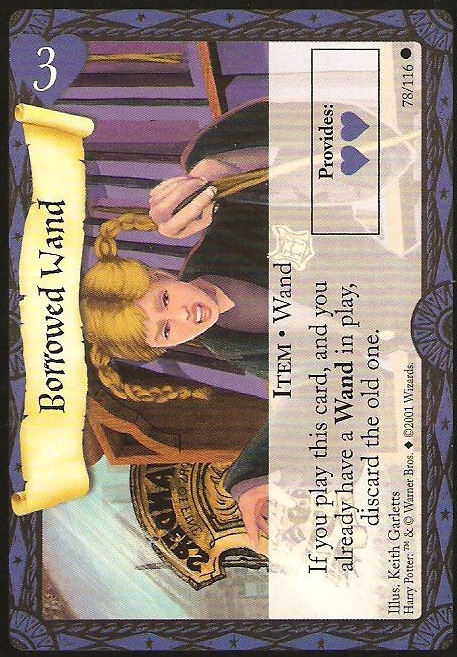 3
Borrowed Wand
ITEM • Wand
If you play this card, and you
already have a Wand in play,
discard the old one.
Provides:
Illus. Keith Garletts
Harry Potter: ™ & © Warner Bros. ◆ ©2001 Wizards.
78/116 ●